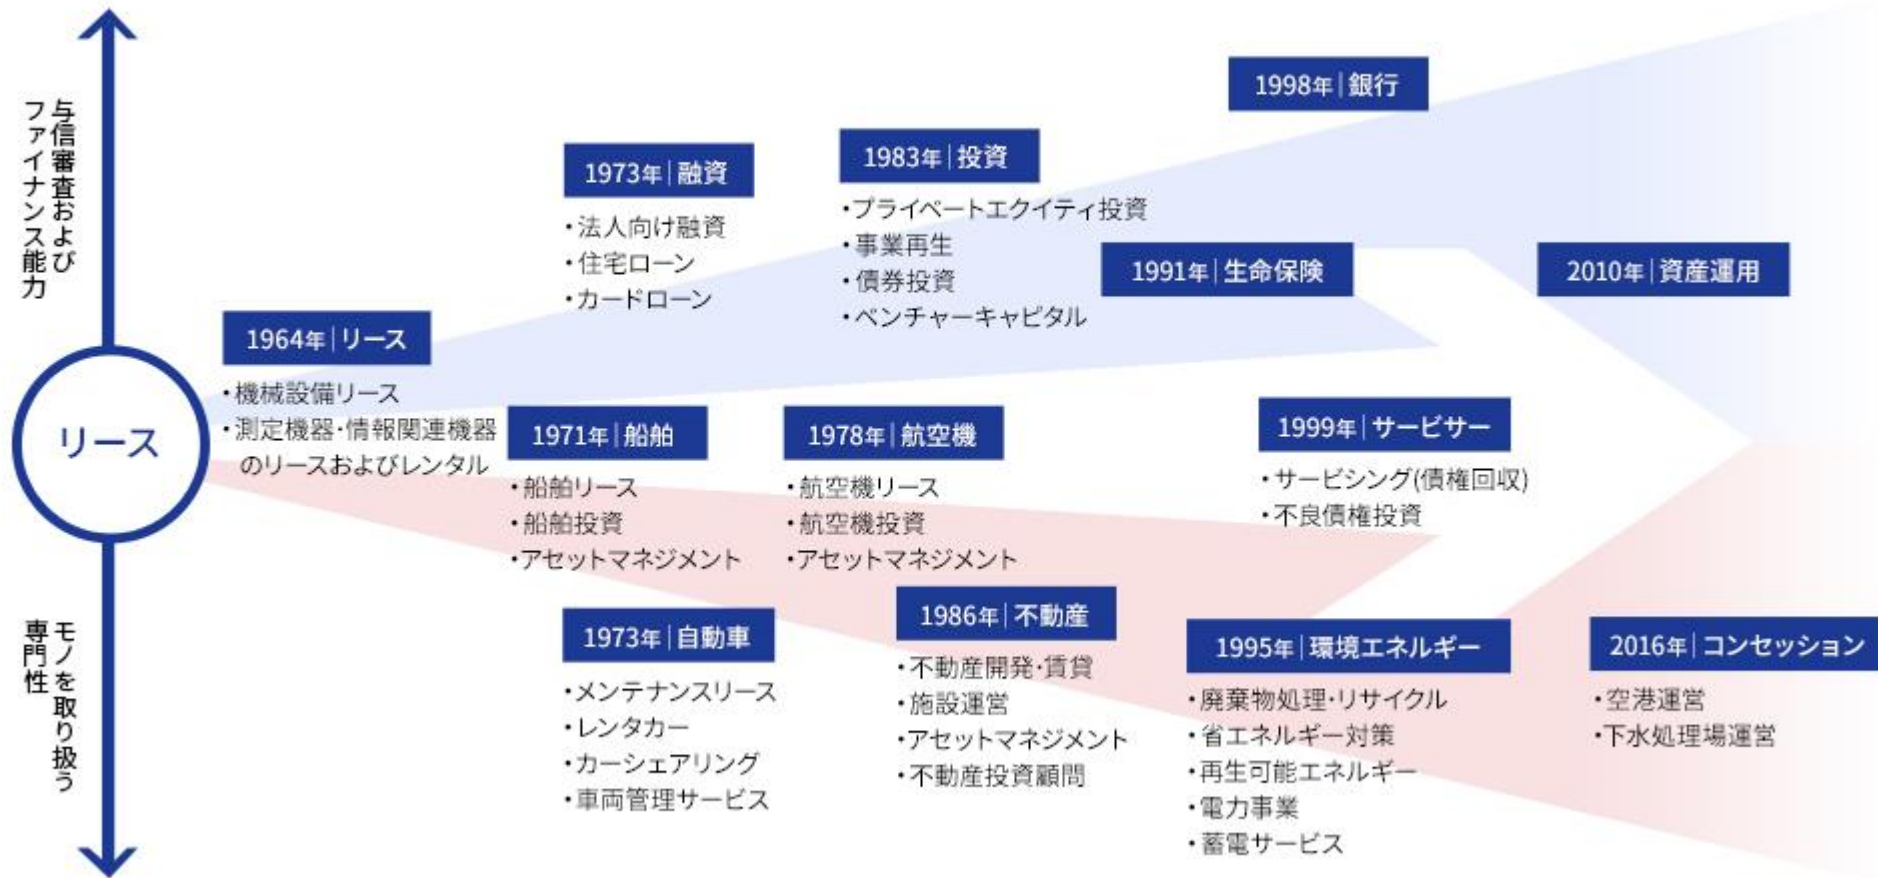 与信審査および
ファイナンス能力
リース
モノを取り扱う
専門性
1964年|リース
・機械設備リース
・測定機器・情報関連機器
のリースおよびレンタル
1973年|融資
・法人向け融資
・住宅ローン
・カードローン
1983年|投資
・プライベートエクイティ投資
・事業再生
・債券投資
・ベンチャーキャピタル
1998年|銀行
1991年|生命保険
2010年|資産運用
1971年|船舶
・船舶リース
・船舶投資
・アセットマネジメント
1978年|航空機
・航空機リース
・航空機投資
・アセットマネジメント
1999年|サービサー
・サービシング(債権回収)
・不良債権投資
1973年|自動車
・メンテナンスリース
・レンタカー
・カーシェアリング
・車両管理サービス
1986年|不動産
・不動産開発・賃貸
・施設運営
・アセットマネジメント
・不動産投資顧問
1995年|環境エネルギー
・廃棄物処理・リサイクル
・省エネルギー対策
・再生可能エネルギー
・電力事業
・蓄電サービス
2016年|コンセッション
・空港運営
・下水処理場運営